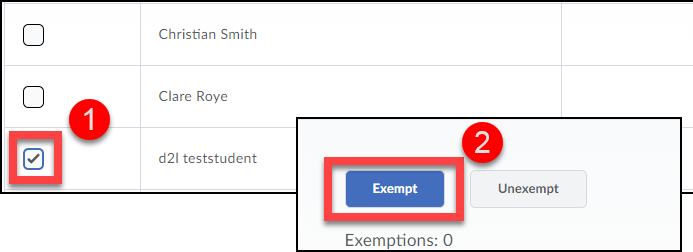 Christian Smith
Clare Roye
1
d2l teststudent
2
Exempt Unexempt
Exemptions: 0